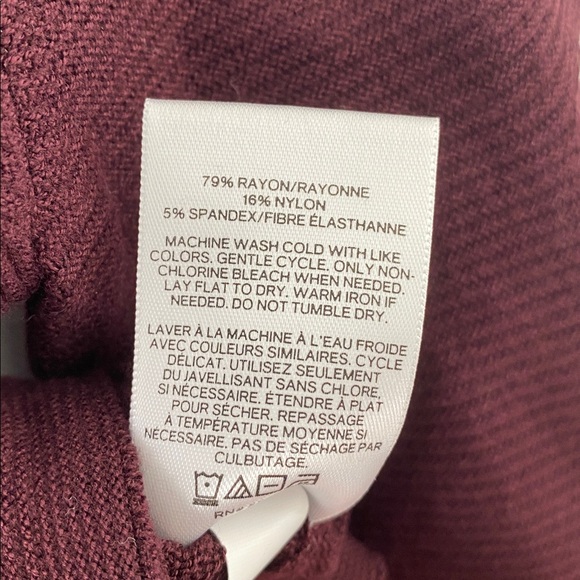 79% RAYON/RAYONNE
16% NYLON
5% SPANDEX/FIBRE ÉLASTHANNE
MACHINE WASH COLD WITH LIKE
COLORS. GENTLE CYCLE. ONLY NON-
CHLORINE BLEACH WHEN NEEDED.
LAY FLAT TO DRY. WARM IRON IF
NEEDED. DO NOT TUMBLE DRY.
LAVER À LA MACHINE À L'EAU FROIDE
AVEC COULEURS SIMILAIRES. CYCLE
DÉLICAT. UTILISEZ SEULEMENT
DU JAVELLISANT SANS CHLORE,
SI NÉCESSAIRE. ÉTENDRE À PLAT
POUR SÉCHER. REPASSAGE
À TEMPÉRATURE MOYENNE SI
NÉCESSAIRE. PAS DE SÉCHAGE PAR
CULBUTAGE.
RN#